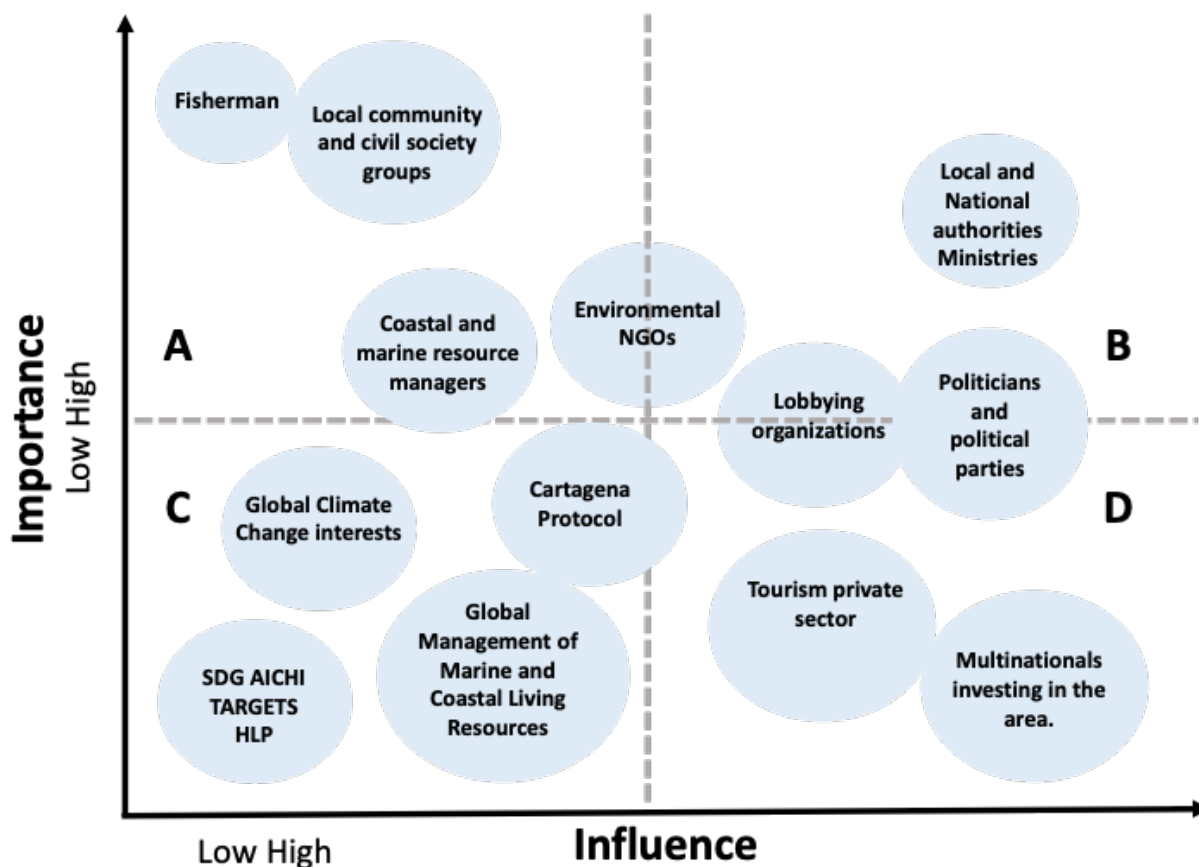 Fisherman
Local community
and civil society
groups
Local and
National
authorities
Ministries
Coastal and
marine resource
managers
Environmental
NGOs
A
B
Lobbying
organizations
Politicians
and
political
parties
Importance
Low High
C
D
Global Climate
Change interests
Cartagena
Protocol
SDG AICHI
TARGETS
HLP
Global
Management of
Marine and
Coastal Living
Resources
Tourism private
sector
Multinationals
investing in the
area.
Low High
Influence